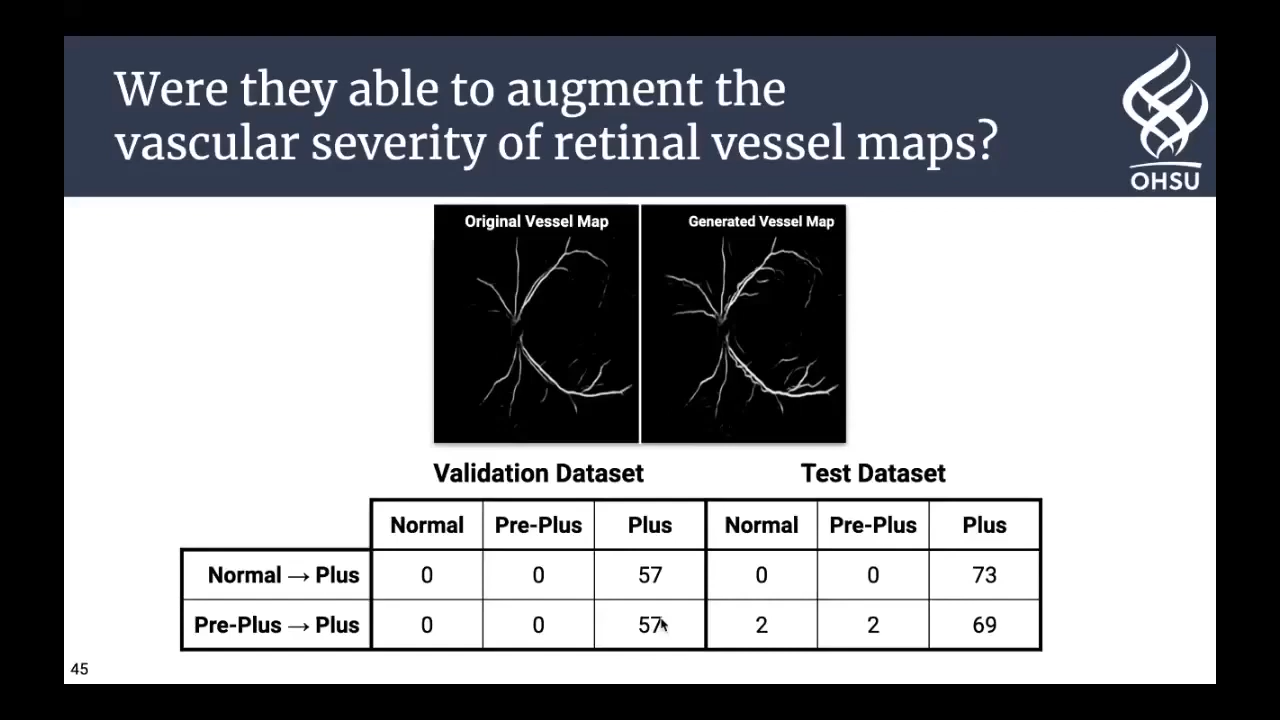 Were they able to augment the
vascular severity of retinal vessel maps?
OHSU
Original Vessel Map Generated Vessel Map
Validation Dataset Test Dataset
Normal Pre-Plus Plus Normal Pre-Plus Plus
Normal → Plus 0 0 57 0 0 73
Pre-Plus → Plus 0 0 57 2 2 69
45